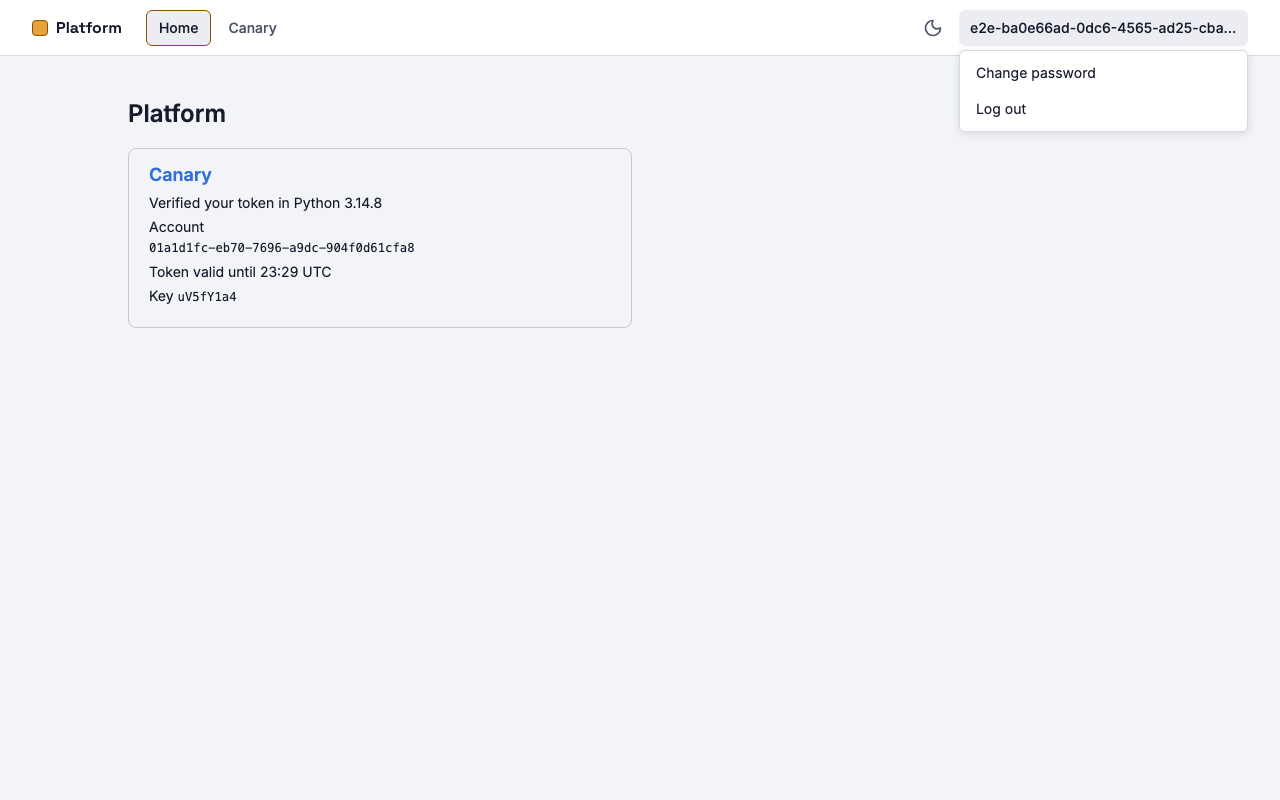 Platform
Home
Canary
e2e-ba0e66ad-0dc6-4565-ad25-cba...
Change password
Log out
Platform
Canary
Verified your token in Python 3.14.8
Account
01a1d1fc-eb70-7696-a9dc-904f0d61cfa8
Token valid until 23:29 UTC
Key uV5fY1a4